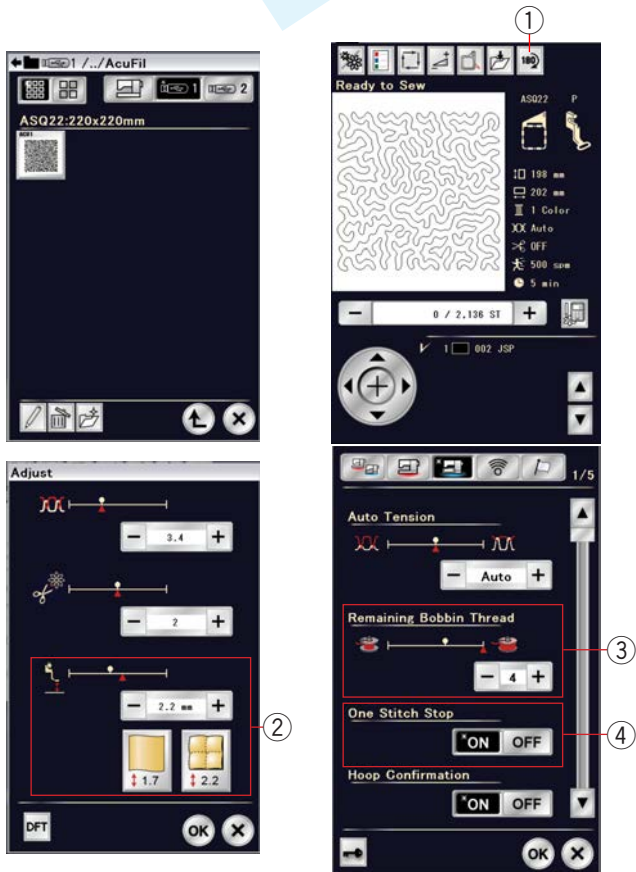 1 /../AcuFil
1 2
ASQ22:220x220mm
1
180
Ready to Sew
ASQ22 P
198 mm
202 mm
1 Color
XX Auto
OFF
500 spm
5 min
− 0 / 2,136 ST +
1 002 JSP
Adjust
− 3.4 +
− 2 +
− 2.2 mm +
1.7 2.2
2
DFT OK X
1/5
Auto Tension
− Auto +
Remaining Bobbin Thread
− 4 +
3
One Stitch Stop
*ON OFF
4
Hoop Confirmation
*ON OFF
OK X